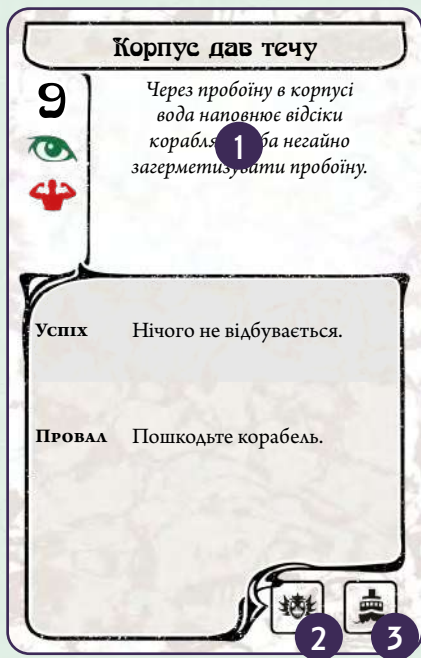 Корпус дав течу
9
Через пробоїну в корпусі
вода наповнює відсіки
корабля
негайно
загерметизувати пробоїну.
1
Успіх Нічого не відбувається.
Провал Пошкодьте корабель.
2 3